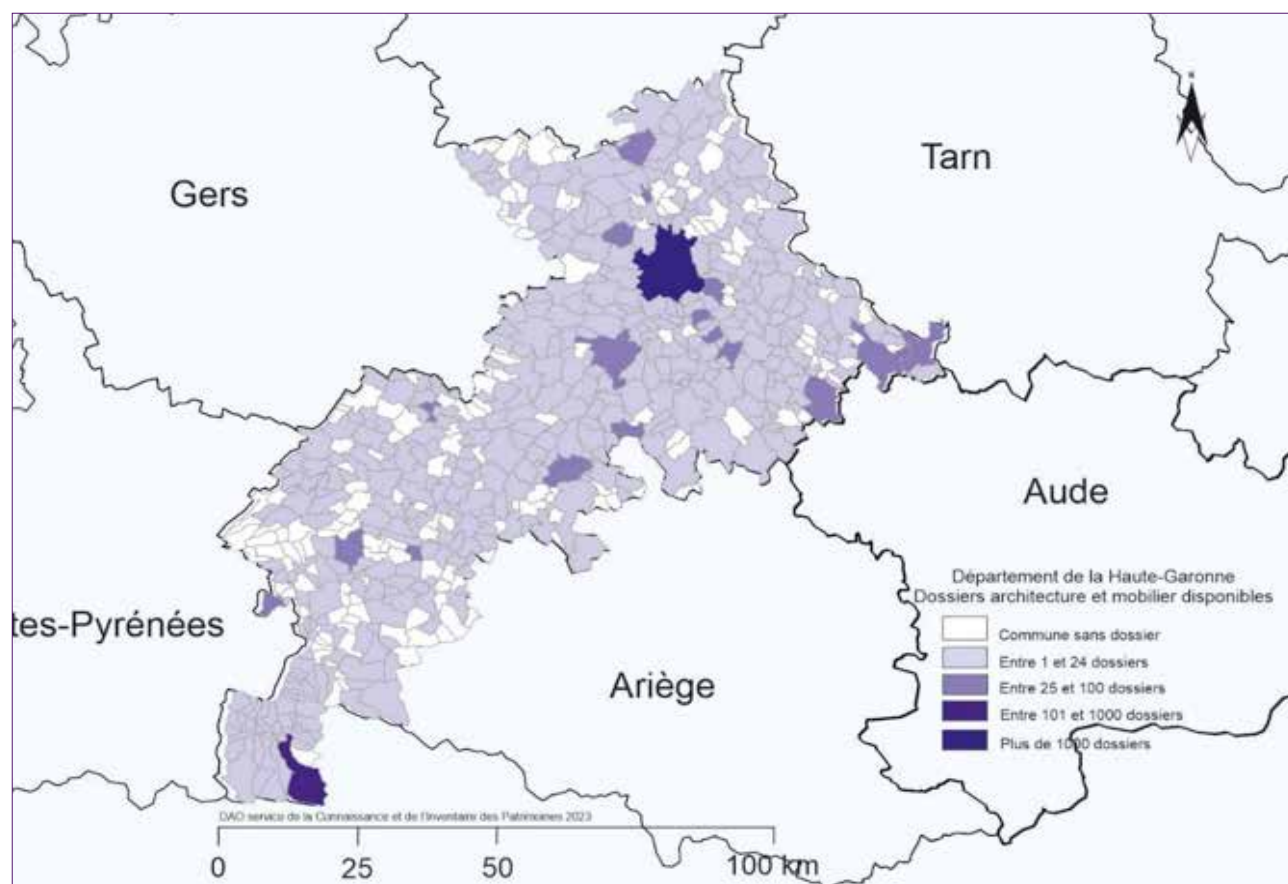 Gers
Tarn
Aude
tes-Pyrénées
Ariège
Département de la Haute-Garonne
Dossiers architecture et mobilier disponibles
Commune sans dossier
Entre 1 et 24 dossiers
Entre 25 et 100 dossiers
Entre 101 et 1000 dossiers
Plus de 1000 dossiers
DAO service de la Connaissance et de l'Inventaire des Patrimoines 2023
0 25 50 100 km